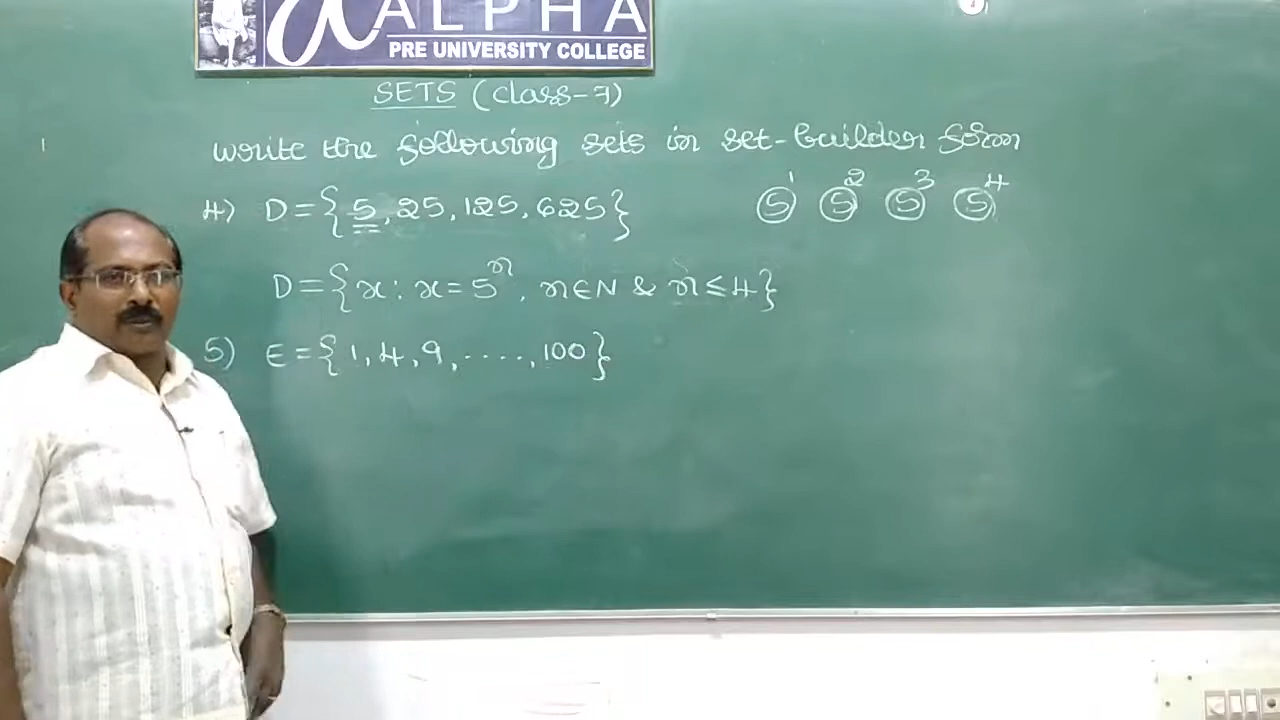 ALPHA
PRE UNIVERSITY COLLEGE
SETS (class-7)
write the following sets in set-builder form
4) D={5,25,125,625} 5¹ 5² 5³ 5⁴
D={x: x=5ⁿ, n∈N & n≤4}
5) E={1,4,9,....,100}